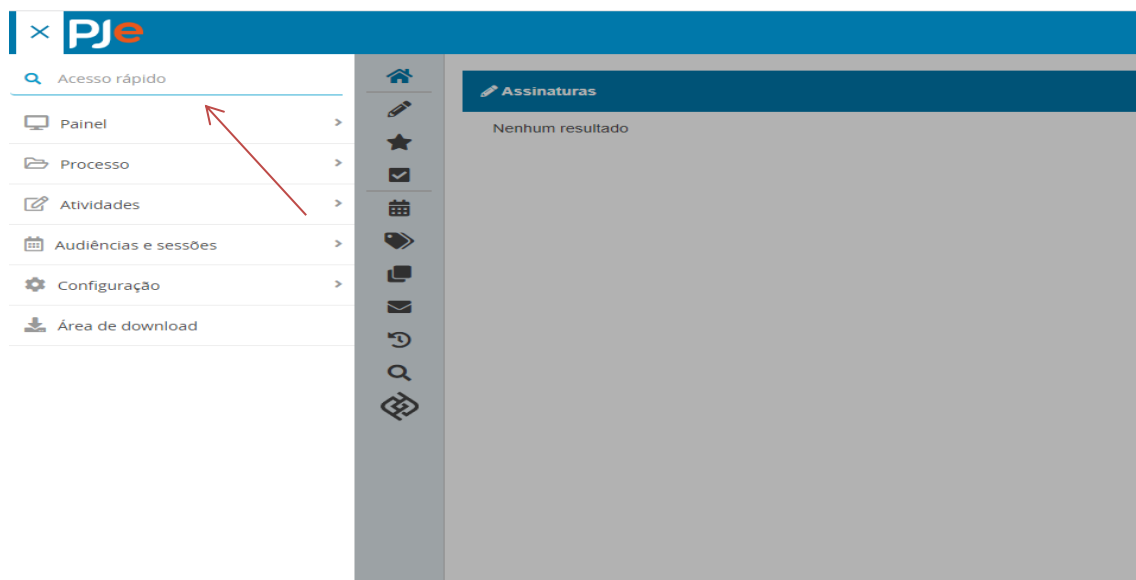 PJe
Acesso rápido
Painel
Processo
Atividades
Audiências e sessões
Configuração
Área de download
Assinaturas
Nenhum resultado